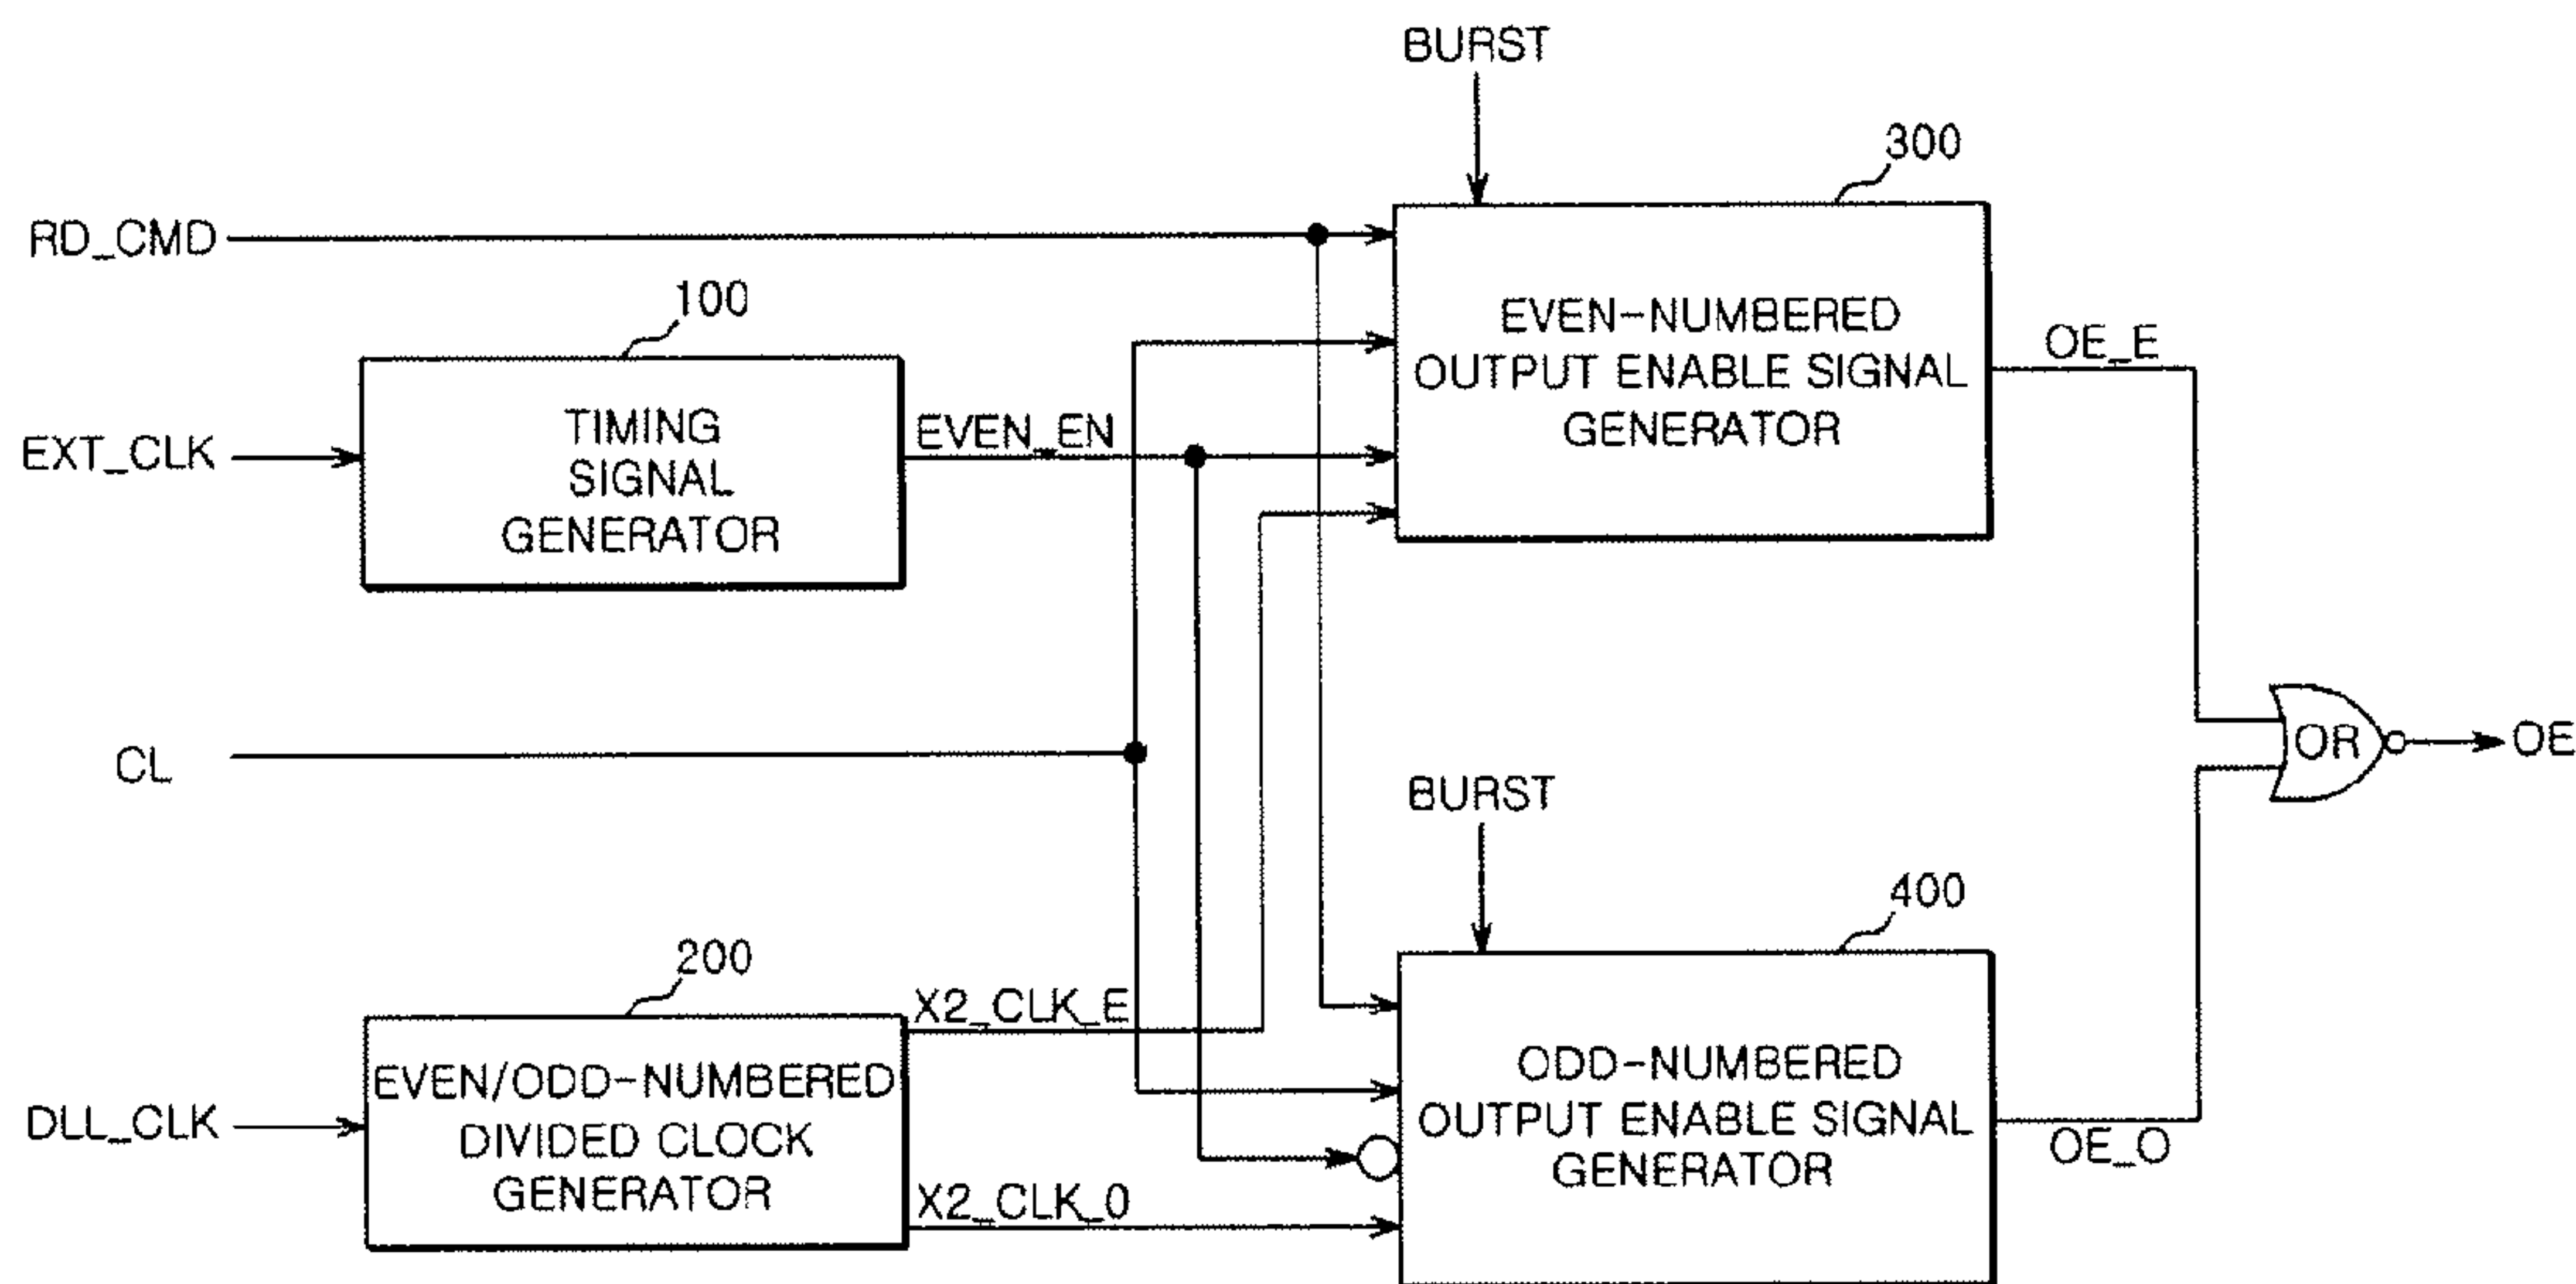 BURST
300
RD_CMD
100
EVEN-NUMBERED
OUTPUT ENABLE SIGNAL
GENERATOR
OE_E
TIMING
SIGNAL
GENERATOR
EXT_CLK
EVEN_EN
CL
OR
OE
BURST
400
200
X2_CLK_E
EVEN/ODD-NUMBERED
DIVIDED CLOCK
GENERATOR
DLL_CLK
X2_CLK_0
ODD-NUMBERED
OUTPUT ENABLE SIGNAL
GENERATOR
OE_O